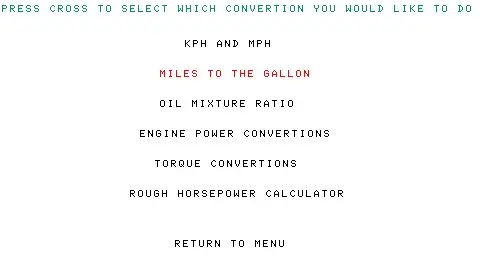 PRESS CROSS TO SELECT WHICH CONVERTION YOU WOULD LIKE TO DO
KPH AND MPH
MILES TO THE GALLON
OIL MIXTURE RATIO
ENGINE POWER CONVERTIONS
TORQUE CONVERTIONS
ROUGH HORSEPOWER CALCULATOR
RETURN TO MENU